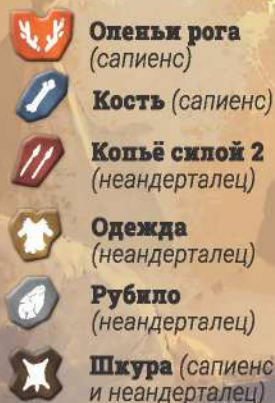 Оленьи рога
(сапиенс)
Кость (сапиенс)
Копьё силой 2
(неандерталец)
Одежда
(неандерталец)
Рубило
(неандерталец)
Шкура (сапиенс
и неандерталец)